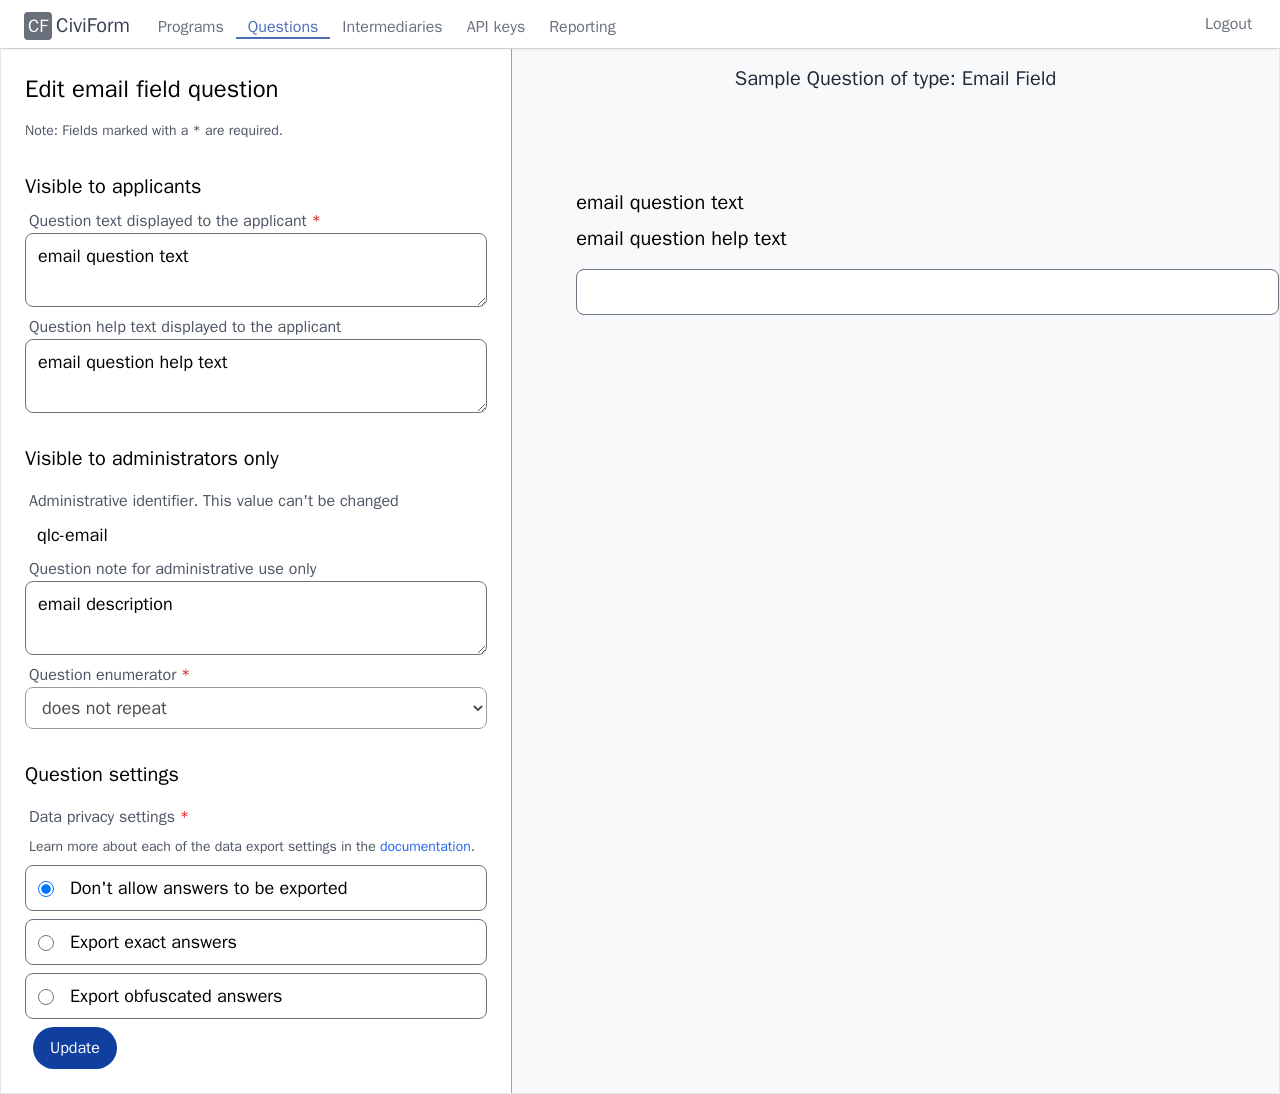 CF CiviForm Programs Questions Intermediaries API keys Reporting Logout
Edit email field question
Note: Fields marked with a * are required.
Visible to applicants
Question text displayed to the applicant *
email question text
Question help text displayed to the applicant
email question help text
Visible to administrators only
Administrative identifier. This value can't be changed
qlc-email
Question note for administrative use only
email description
Question enumerator *
does not repeat
Question settings
Data privacy settings *
Learn more about each of the data export settings in the documentation.
Don't allow answers to be exported
Export exact answers
Export obfuscated answers
Update
Sample Question of type: Email Field
email question text
email question help text